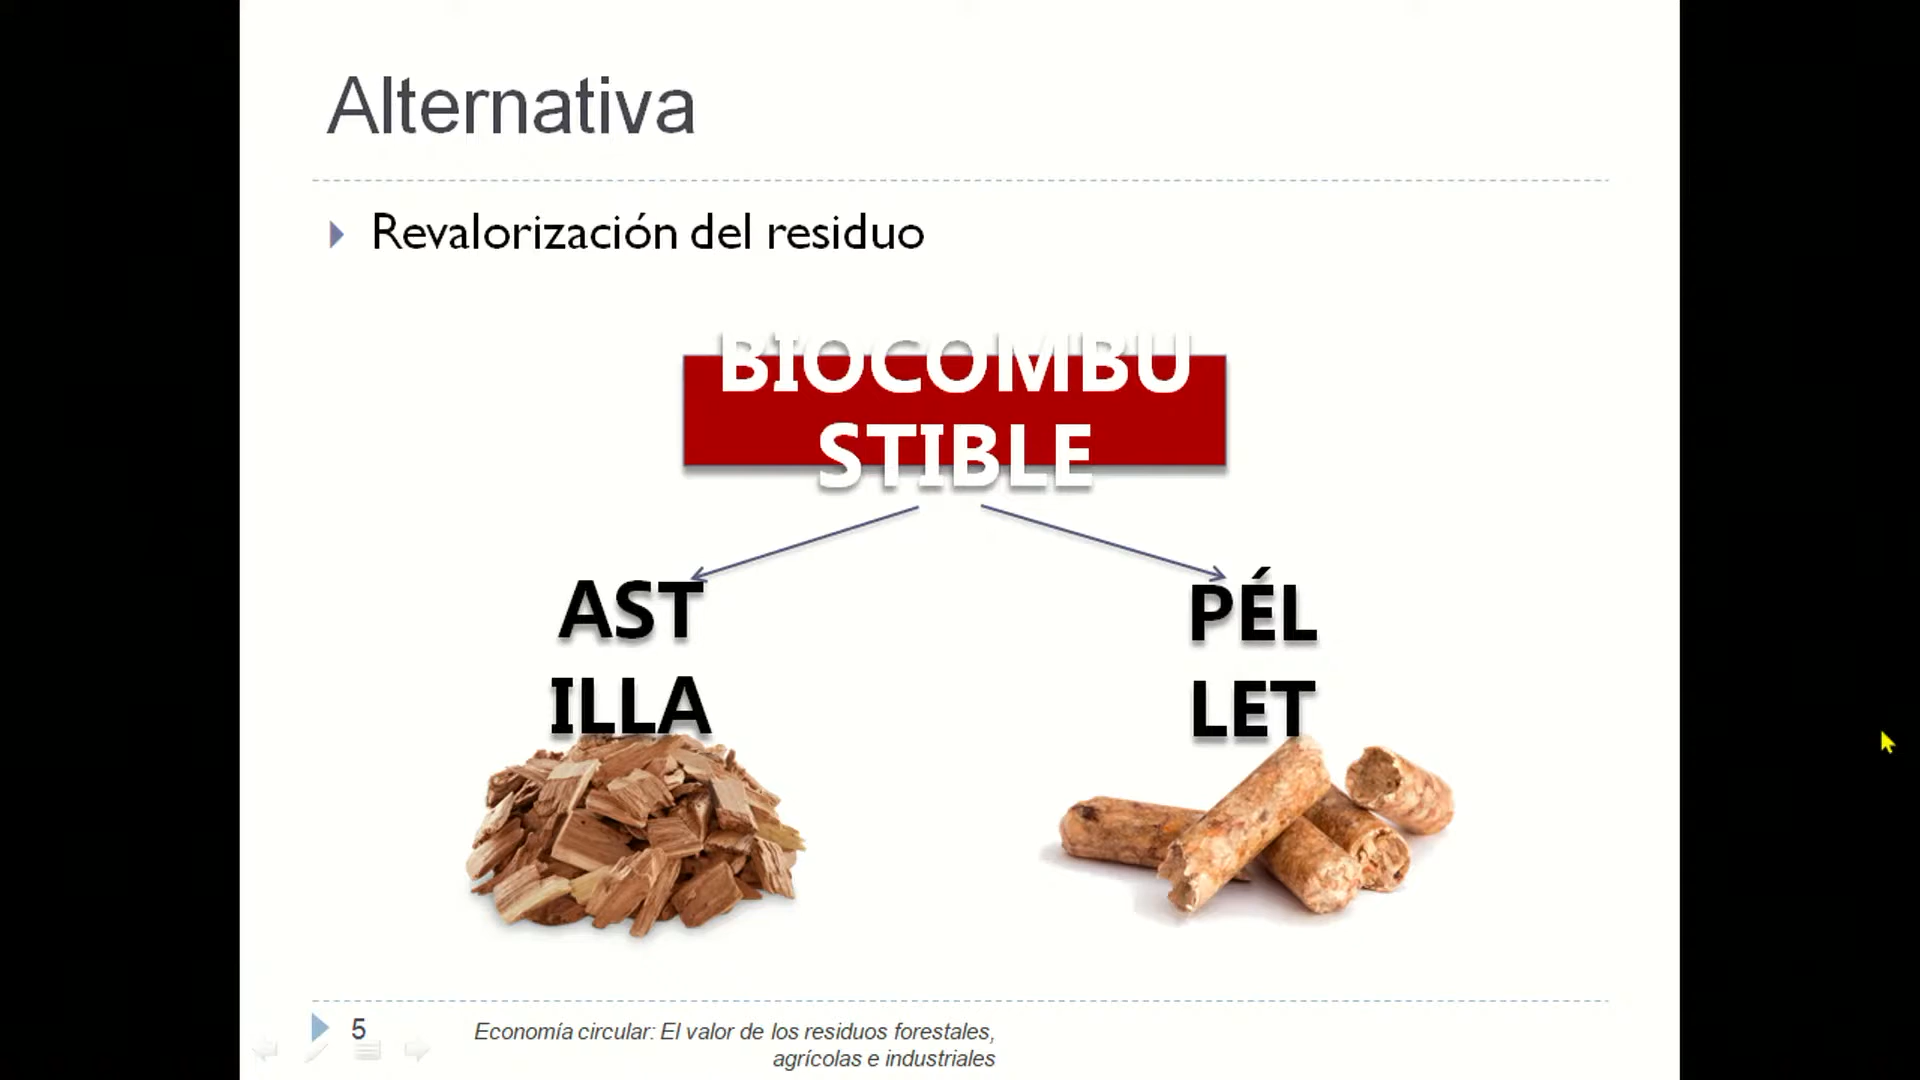 Alternativa
Revalorización del residuo
BIOCOMBU
STIBLE
AST
ILLA
PÉL
LET
5
Economía circular: El valor de los residuos forestales,
agrícolas e industriales